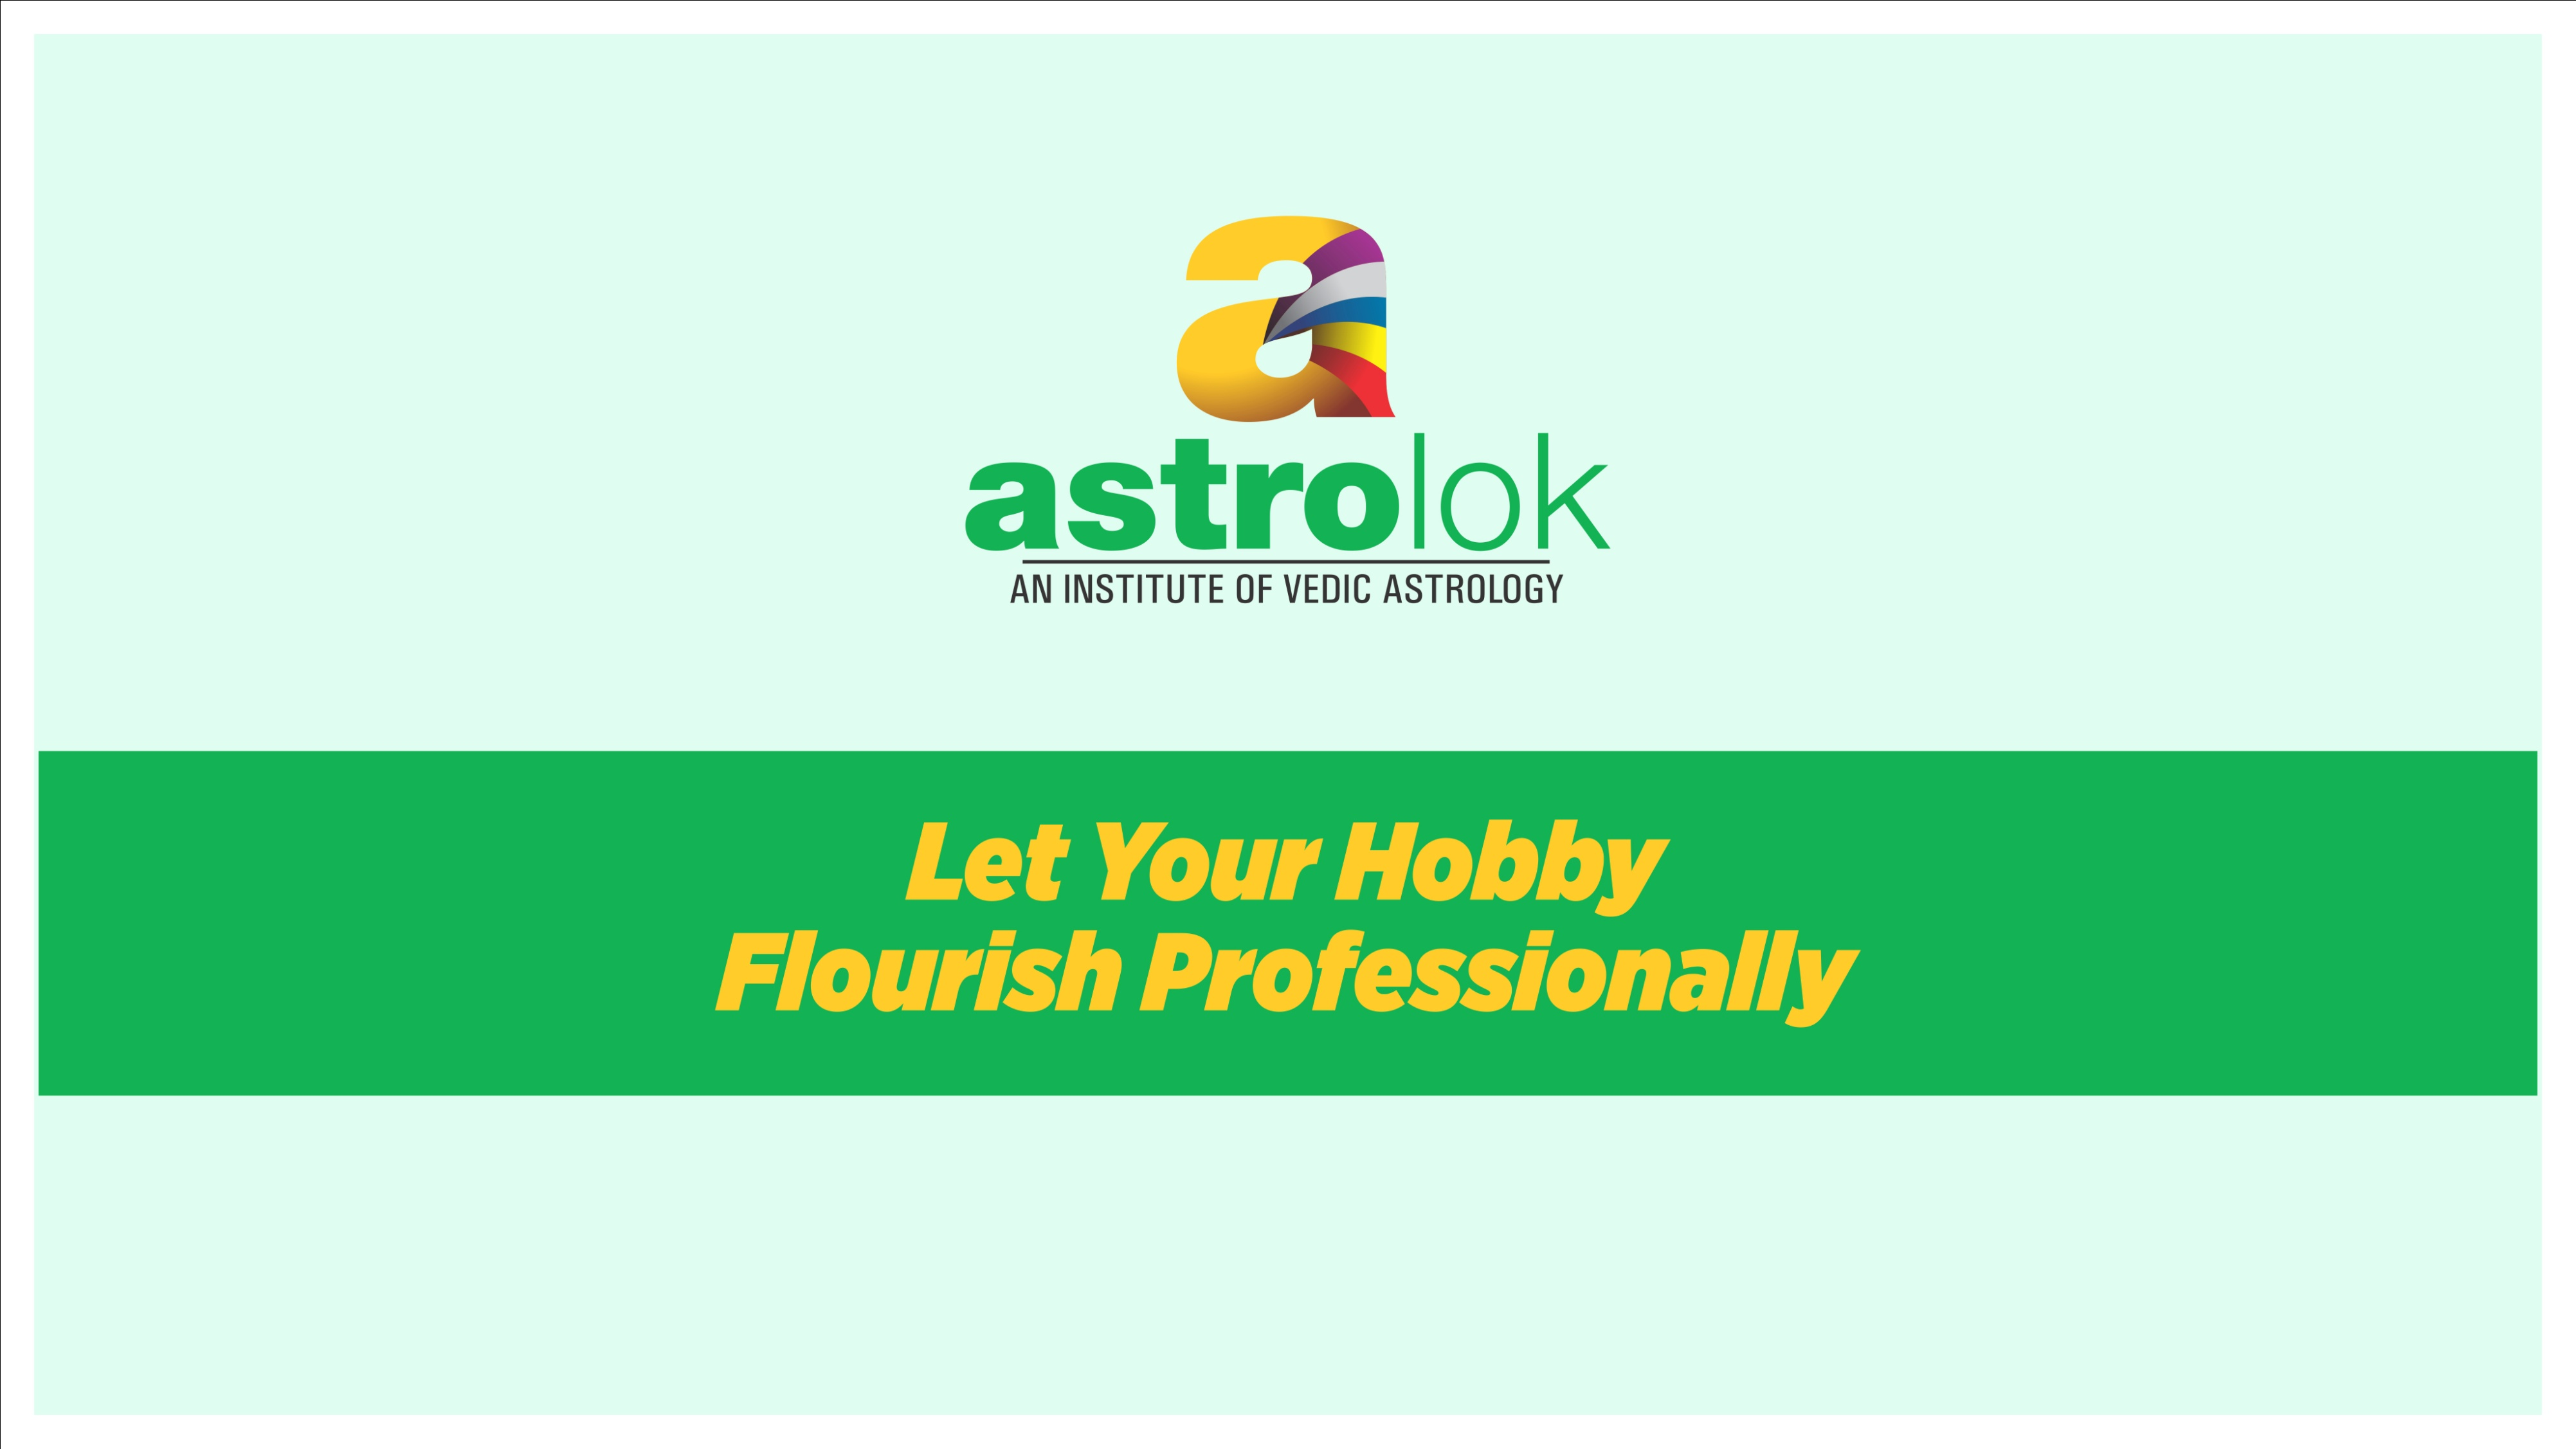 a
astrolok
AN INSTITUTE OF VEDIC ASTROLOGY
Let Your Hobby
Flourish Professionally